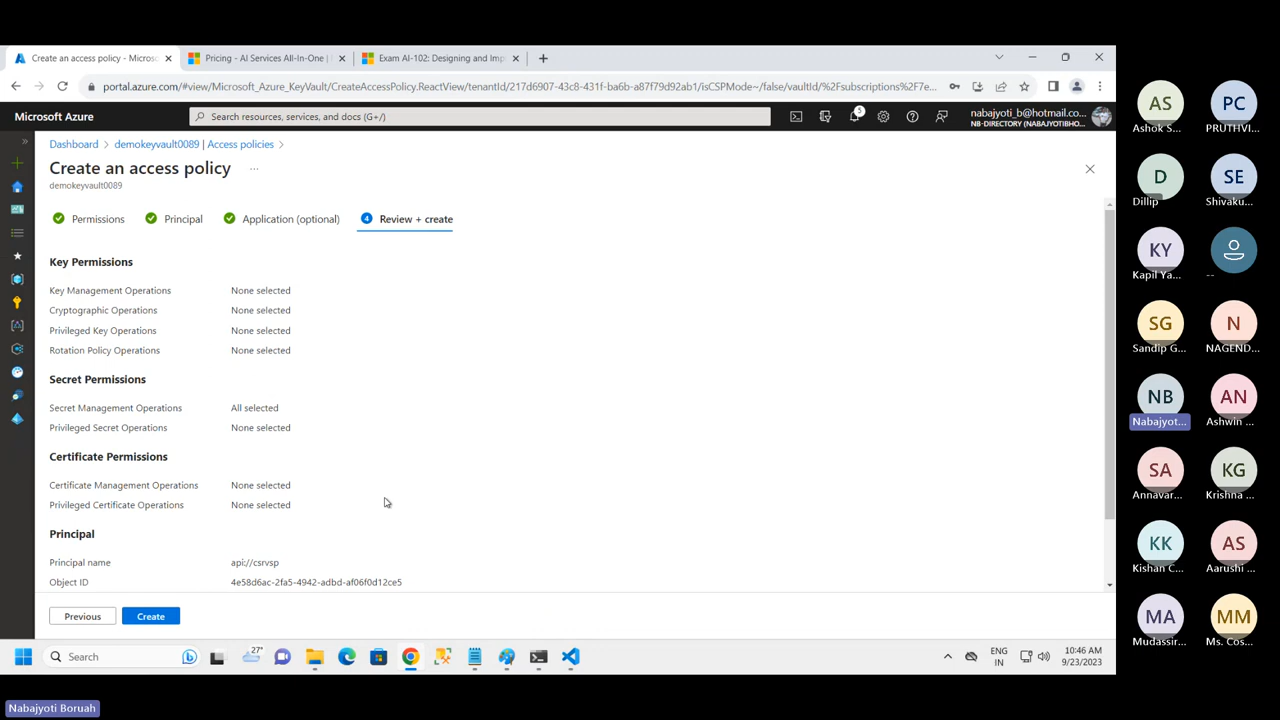 Create an access policy - Microso
Pricing - AI Services All-In-One |
Exam AI-102: Designing and Imp
portal.azure.com/#view/Microsoft_Azure_KeyVault/CreateAccessPolicy.ReactView/tenantId/217d6907-43c8-431f-ba6b-a87f79d92ab1/isCSPMode~/false/vaultId/%2Fsubscriptions%2F7e...
Microsoft Azure
Search resources, services, and docs (G+/)
5
nabajyoti_b@hotmail.co...
NB-DIRECTORY (NABAJYOTIBHO...
Dashboard > demokeyvault0089 | Access policies >
Create an access policy ...
demokeyvault0089
Permissions
Principal
Application (optional)
4 Review + create
Key Permissions
Key Management Operations None selected
Cryptographic Operations None selected
Privileged Key Operations None selected
Rotation Policy Operations None selected
Secret Permissions
Secret Management Operations All selected
Privileged Secret Operations None selected
Certificate Permissions
Certificate Management Operations None selected
Privileged Certificate Operations None selected
Principal
Principal name api://csrvsp
Object ID 4e58d6ac-2fa5-4942-adbd-af06f0d12ce5
Previous Create
Search
27°
ENG
IN
10:46 AM
9/23/2023
AS PC
Ashok S... PRUTHVI...
D SE
Dillip Shivaku...
KY
Kapil Ya... --
SG N
Sandip G... NAGEND...
NB AN
Nabajyot... Ashwin ...
SA KG
Annavar... Krishna ...
KK AS
Kishan C... Aarushi ...
MA MM
Mudassir... Ms. Cos...
Nabajyoti Boruah